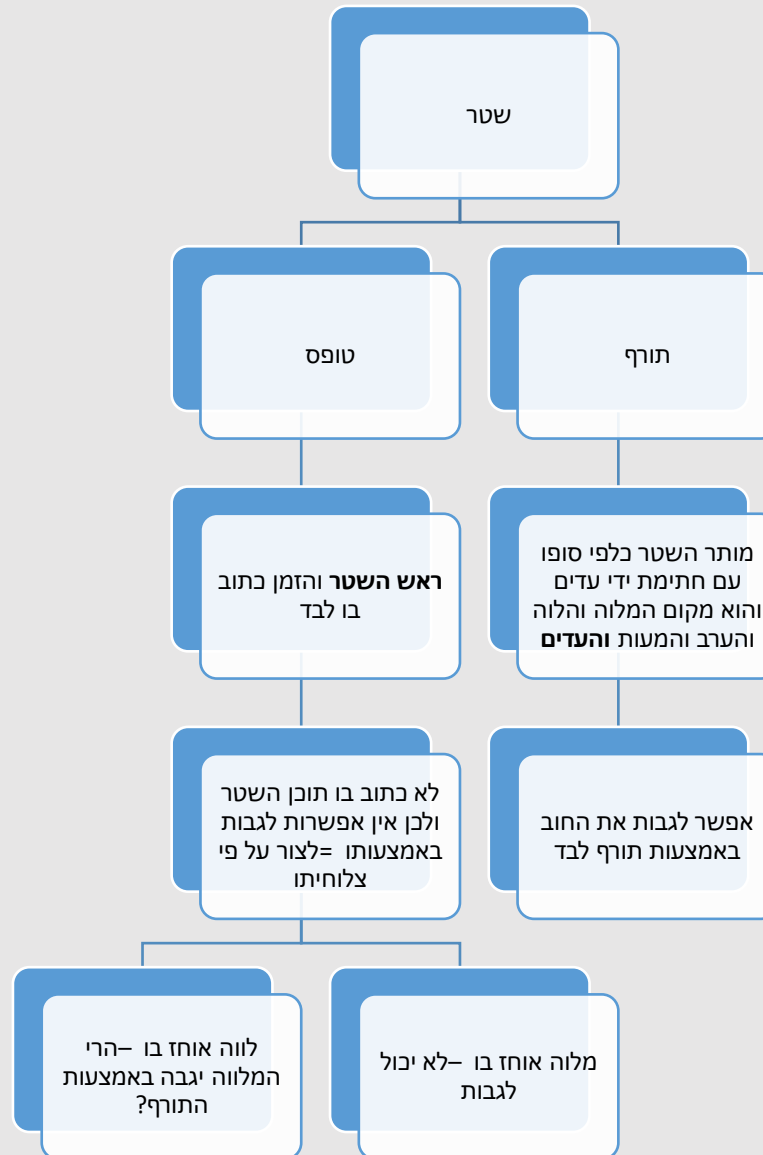 שטר
תורף
טופס
מותר השטר כלפי סופו
עם חתימת ידי עדים
והוא מקום המלוה והלוה
והערב והמעות והעדים
ראש השטר והזמן כתוב
בו לבד
אפשר לגבות את החוב
באמצעות תורף לבד
לא כתוב בו תוכן השטר
ולכן אין אפשרות לגבות
באמצעותו =לצור על פי
צלוחיתו
מלוה אוחז בו –לא יכול
לגבות
לווה אוחז בו –הרי
המלווה יגבה באמצעות
התורף?